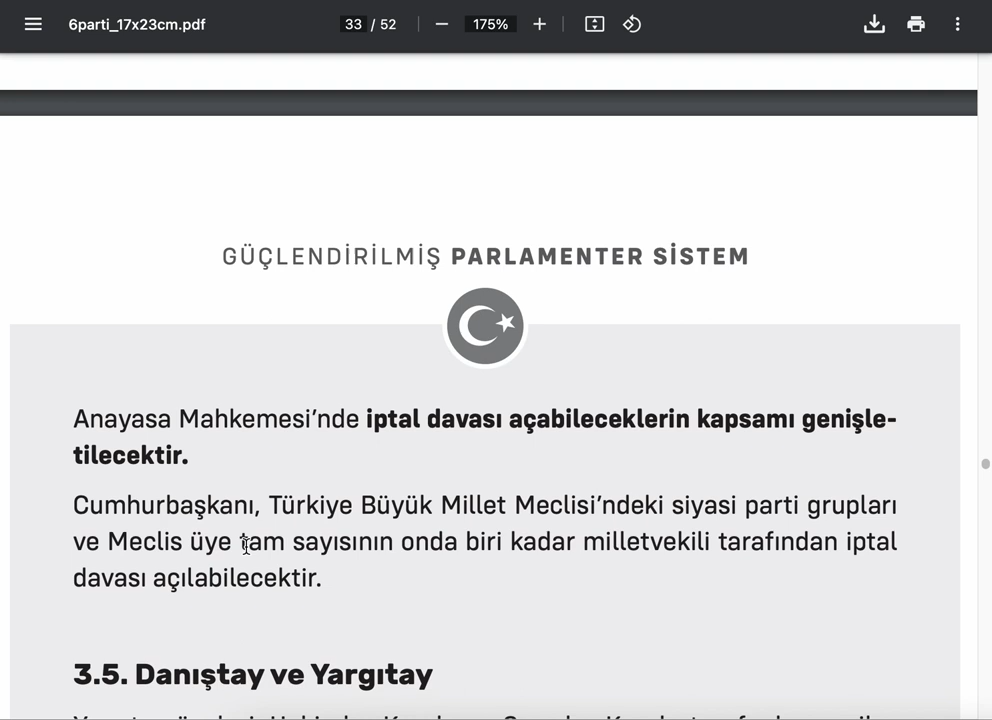 6parti_17x23cm.pdf
33 / 52
175%
GÜÇLENDİRİLMİŞ PARLAMENTER SİSTEM
Anayasa Mahkemesi’nde iptal davası açabileceklerin kapsamı genişle-
tilecektir.
Cumhurbaşkanı, Türkiye Büyük Millet Meclisi’ndeki siyasi parti grupları
ve Meclis üye tam sayısının onda biri kadar milletvekili tarafından iptal
davası açılabilecektir.
3.5. Danıştay ve Yargıtay